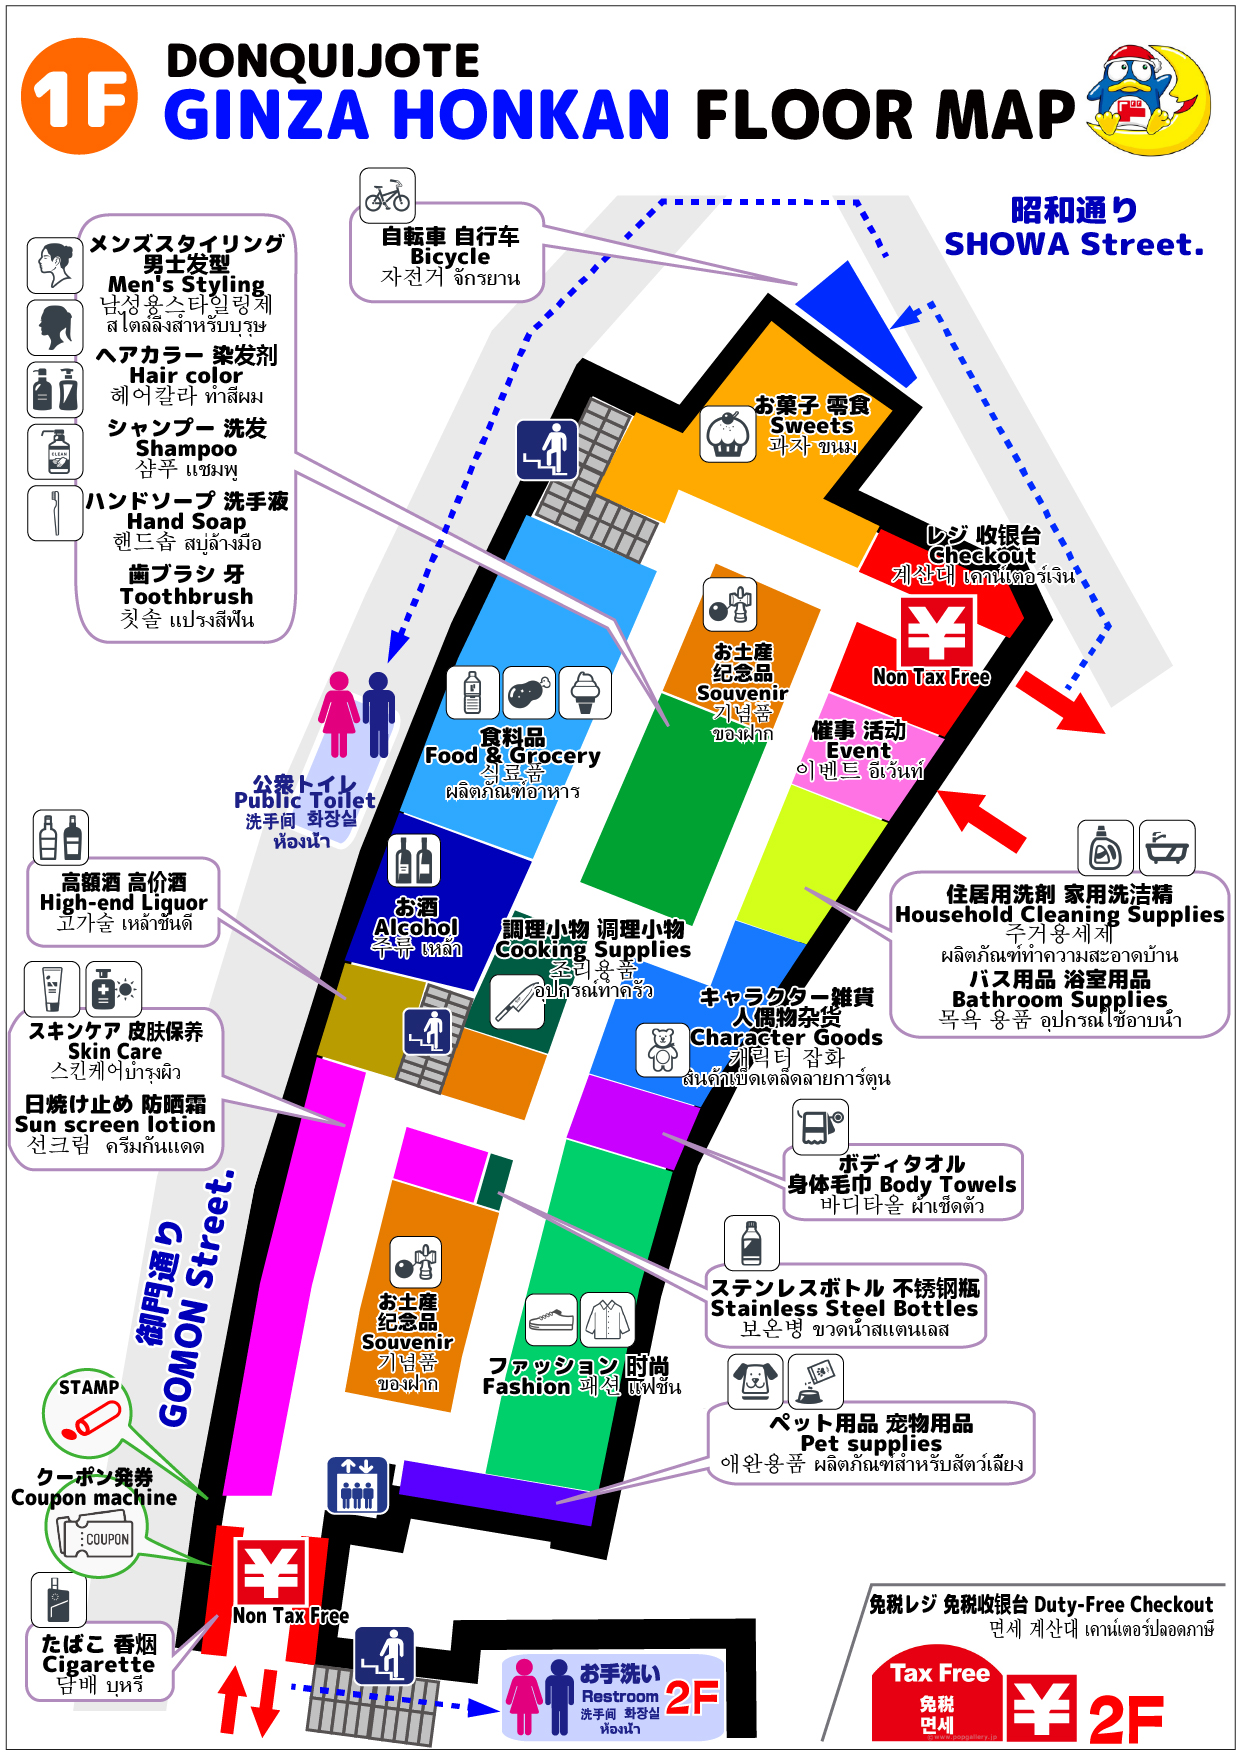 1F
DONQUIJOTE
GINZA HONKAN FLOOR MAP
昭和通り
SHOWA Street.
自転車 自行车
Bicycle
자전거 จักรยาน
メンズスタイリング
男士发型
Men's Styling
남성용스타일링제
สไตล์ลิ่งสำหรับบุรุษ
ヘアカラー 染发剂
Hair color
헤어칼라 ทำสีผม
シャンプー 洗发
Shampoo
샴푸 แชมพู
CLEAN
ハンドソープ 洗手液
Hand Soap
핸드솝 สบู่ล้างมือ
歯ブラシ 牙
Toothbrush
칫솔 แปรงสีฟัน
お菓子 零食
Sweets
과자 ขนม
レジ 收银台
Checkout
계산대 เคาน์เตอร์เงิน
¥
Non Tax Free
お土産
纪念品
Souvenir
기념품
ของฝาก
催事 活动
Event
이벤트 อีเว้นท์
食料品
Food & Grocery
식료품
ผลิตภัณฑ์อาหาร
公衆トイレ
Public Toilet
洗手间 화장실
ห้องน้ำ
高額酒 高价酒
High-end Liquor
고가술 เหล้าชั้นดี
お酒
Alcohol
주류 เหล้า
調理小物 调理小物
Cooking Supplies
조리용품
อุปกรณ์ทำครัว
住居用洗剤 家用洗洁精
Household Cleaning Supplies
주거용세제
ผลิตภัณฑ์ทำความสะอาดบ้าน
バス用品 浴室用品
Bathroom Supplies
목욕 용품 อุปกรณ์ใช้อาบน้ำ
キャラクター雑貨
人偶物杂货
Character Goods
캐릭터 잡화
สินค้าเบ็ดเตล็ดลายการ์ตูน
スキンケア 皮肤保养
Skin Care
스킨케어บำรุงผิว
日焼け止め 防晒霜
Sun screen lotion
선크림 ครีมกันแดด
ボディタオル
身体毛巾 Body Towels
바디타올 ผ้าเช็ดตัว
御門通り
GOMON Street.
ステンレスボトル 不锈钢瓶
Stainless Steel Bottles
보온병 ขวดน้ำสแตนเลส
お土産
纪念品
Souvenir
기념품
ของฝาก
ファッション 时尚
Fashion 패션 แฟชั่น
ペット用品 宠物用品
Pet supplies
애완용품 ผลิตภัณฑ์สำหรับสัตว์เลี้ยง
STAMP
クーポン発券
Coupon machine
COUPON
¥
Non Tax Free
たばこ 香烟
Cigarette
담배 บุหรี่
お手洗い
Restroom
洗手间 화장실
ห้องน้ำ
2F
免税レジ 免税收银台 Duty-Free Checkout
면세 계산대 เคาน์เตอร์ปลอดภาษี
Tax Free
免税
면세
¥
2F
©www.popgallery.jp